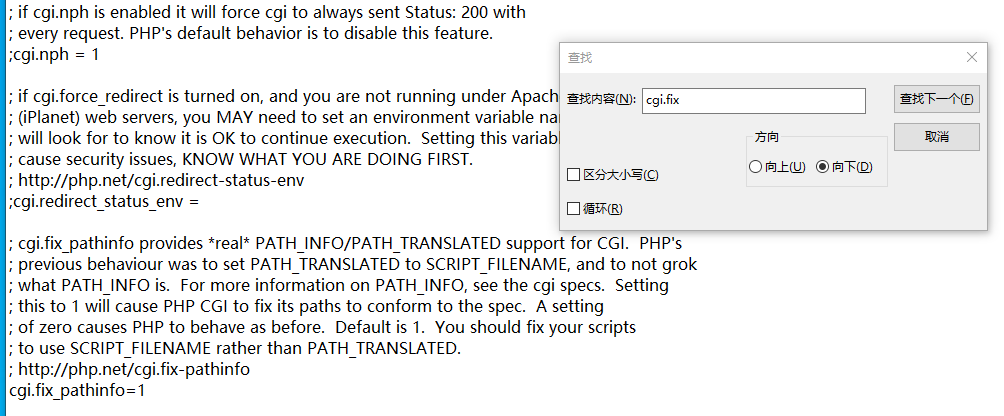 ; if cgi.nph is enabled it will force cgi to always sent Status: 200 with
; every request. PHP's default behavior is to disable this feature.
;cgi.nph = 1
; if cgi.force_redirect is turned on, and you are not running under Apach
; (iPlanet) web servers, you MAY need to set an environment variable na
; will look for to know it is OK to continue execution.  Setting this variab
; cause security issues, KNOW WHAT YOU ARE DOING FIRST.
; http://php.net/cgi.redirect-status-env
;cgi.redirect_status_env =
; cgi.fix_pathinfo provides *real* PATH_INFO/PATH_TRANSLATED support for CGI.  PHP's
; previous behaviour was to set PATH_TRANSLATED to SCRIPT_FILENAME, and to not grok
; what PATH_INFO is.  For more information on PATH_INFO, see the cgi specs.  Setting
; this to 1 will cause PHP CGI to fix its paths to conform to the spec.  A setting
; of zero causes PHP to behave as before.  Default is 1.  You should fix your scripts
; to use SCRIPT_FILENAME rather than PATH_TRANSLATED.
; http://php.net/cgi.fix-pathinfo
cgi.fix_pathinfo=1
查找
查找内容(N): cgi.fix
查找下一个(F)
取消
方向
向上(U) 向下(D)
区分大小写(C)
循环(R)